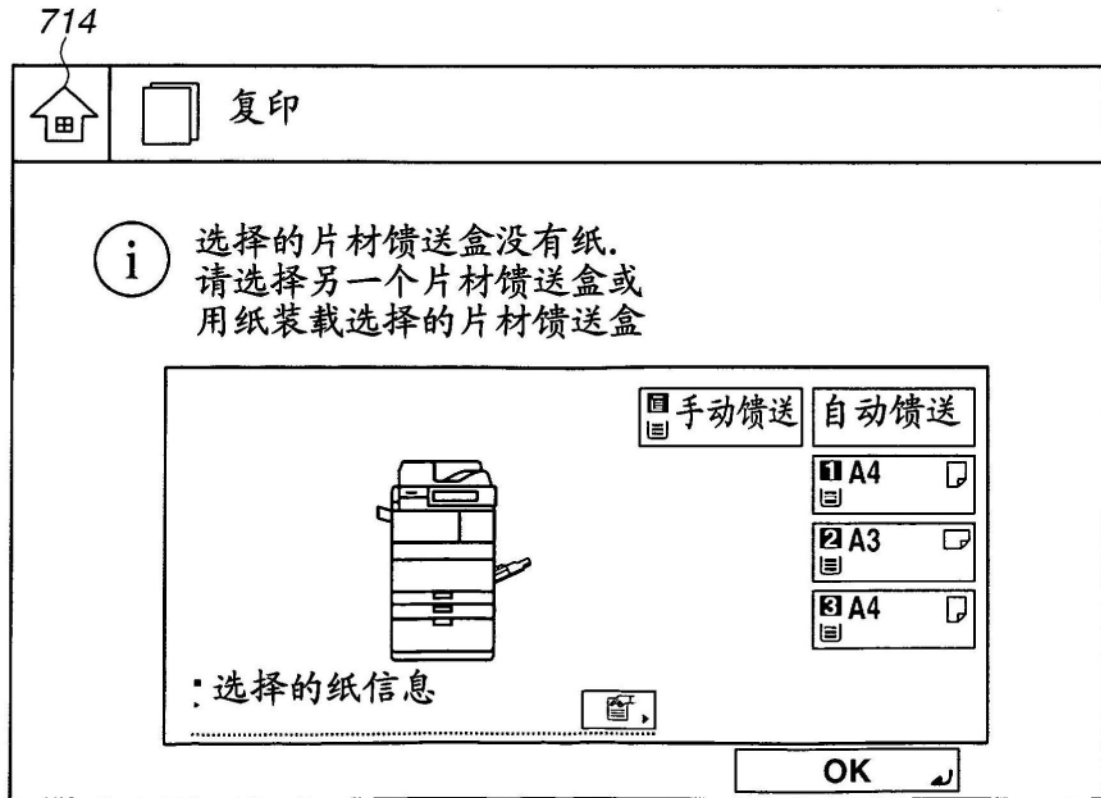 714
复印
i
选择的片材馈送盒没有纸.
请选择另一个片材馈送盒或
用纸装载选择的片材馈送盒
手动馈送
自动馈送
1 A4
2 A3
3 A4
:选择的纸信息
OK